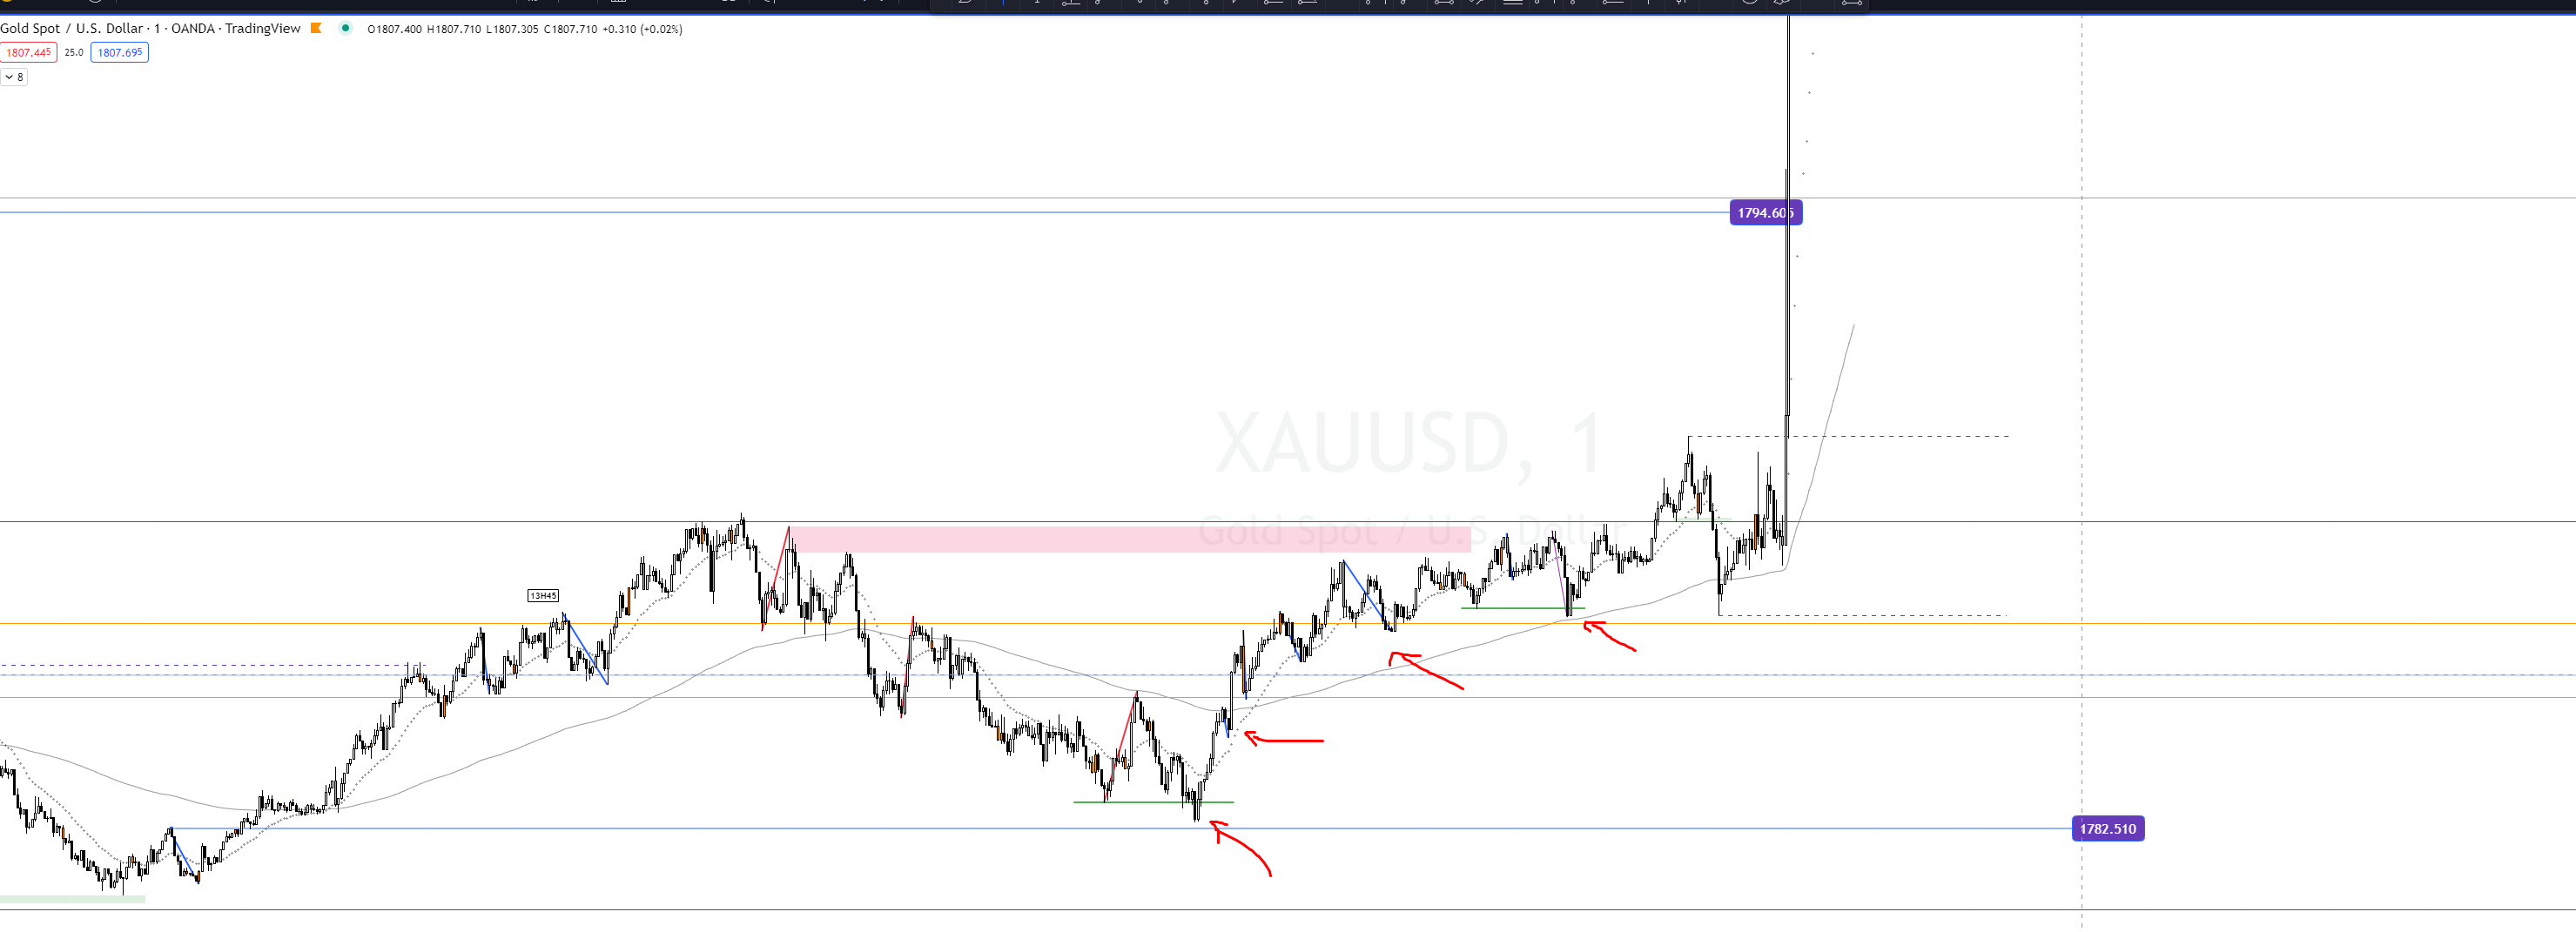 Gold Spot / U.S. Dollar · 1 · OANDA · TradingView O1807.400 H1807.710 L1807.305 C1807.710 +0.310 (+0.02%)
1807.445 25.0 1807.695
8
1794.605
XAUUSD, 1
Gold Spot / U.S. Dollar
13H45
1782.510